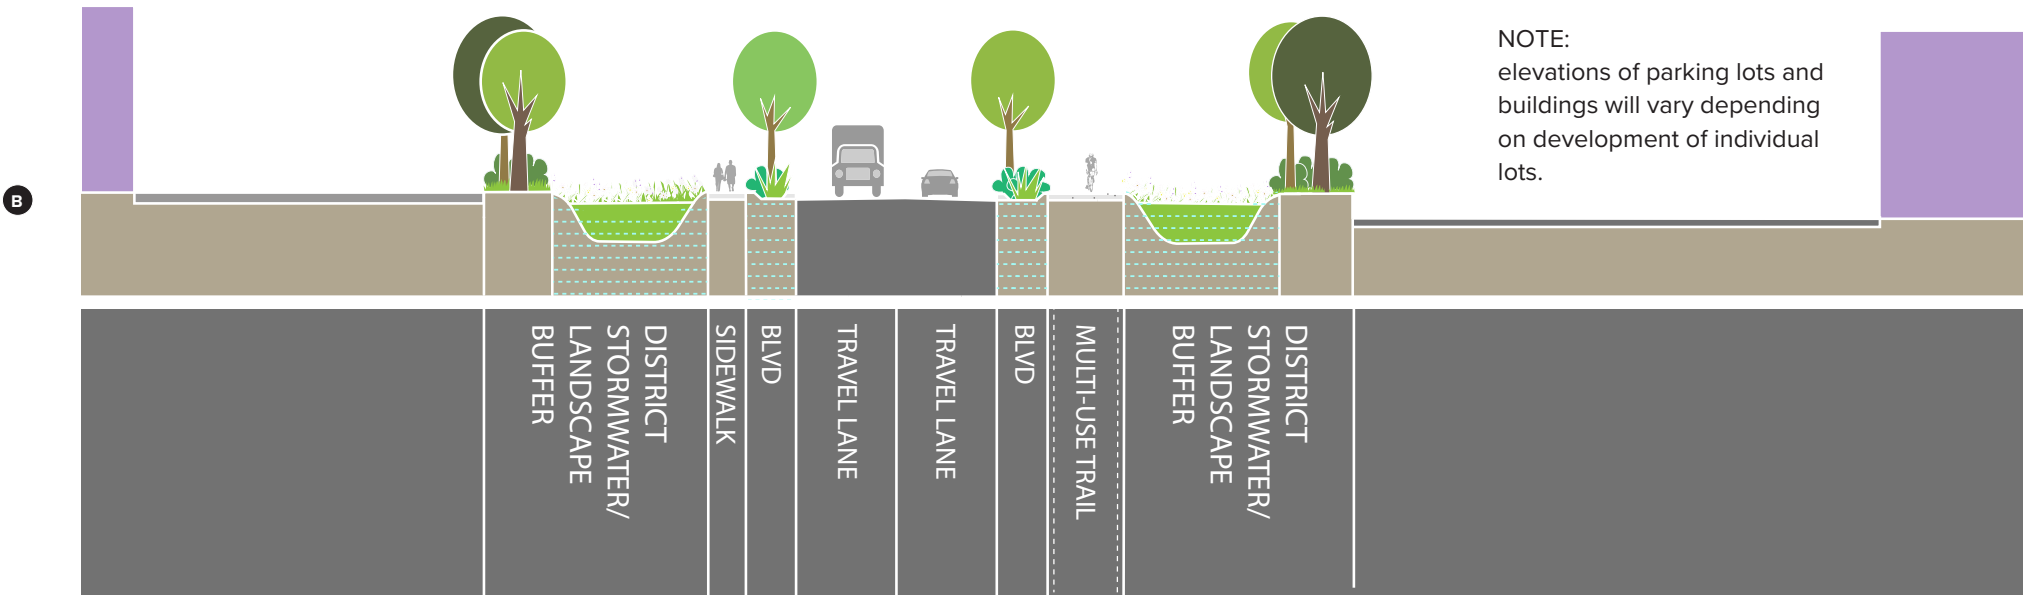 NOTE:
elevations of parking lots and
buildings will vary depending
on development of individual
lots.
B
DISTRICT
STORMWATER/
LANDSCAPE
BUFFER
SIDEWALK
BLVD
TRAVEL LANE
TRAVEL LANE
BLVD
MULTI-USE TRAIL
DISTRICT
STORMWATER/
LANDSCAPE
BUFFER